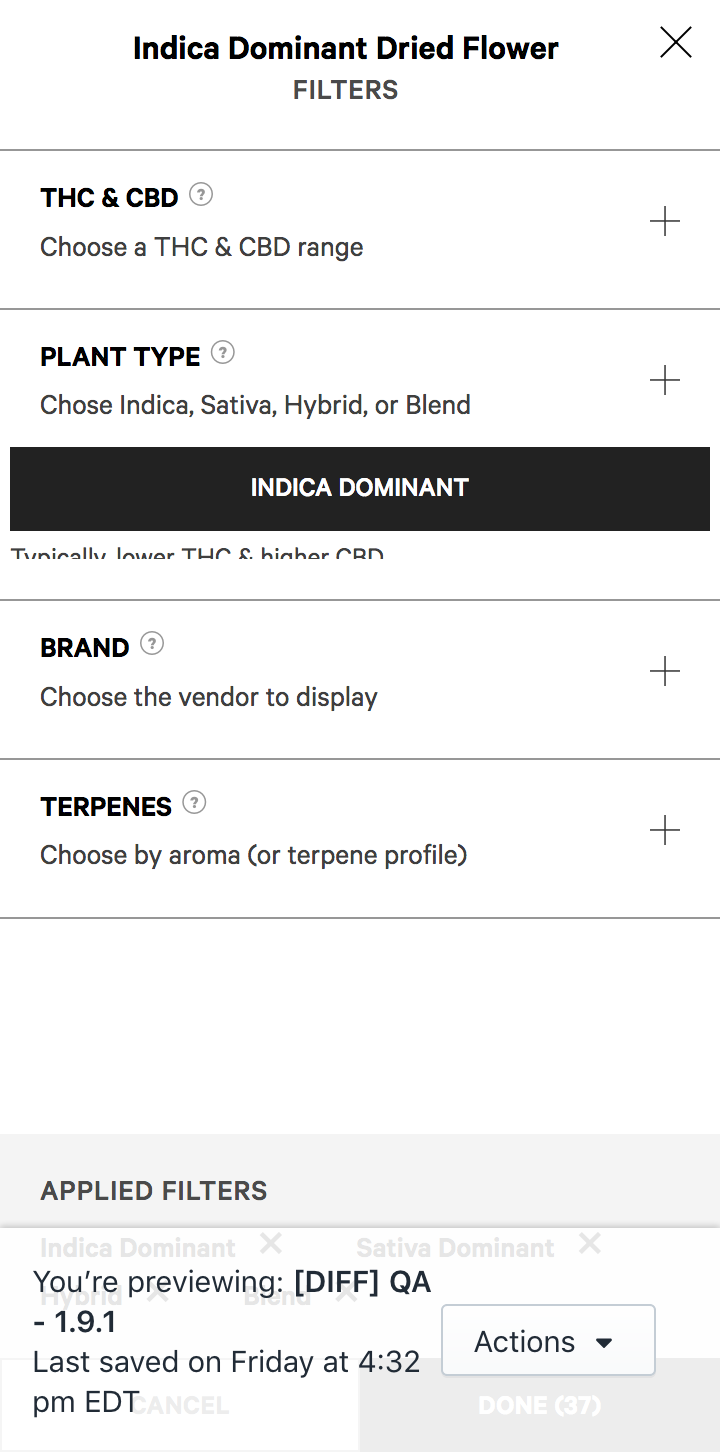 Indica Dominant Dried Flower
FILTERS
THC & CBD ?
Choose a THC & CBD range
PLANT TYPE ?
Chose Indica, Sativa, Hybrid, or Blend
INDICA DOMINANT
Typically, lower THC & higher CBD
BRAND ?
Choose the vendor to display
TERPENES ?
Choose by aroma (or terpene profile)
APPLIED FILTERS
Indica Dominant Sativa Dominant
Hybrid Blend
You’re previewing: [DIFF] QA
- 1.9.1
Last saved on Friday at 4:32
pm EDT
Actions
CANCEL DONE (37)